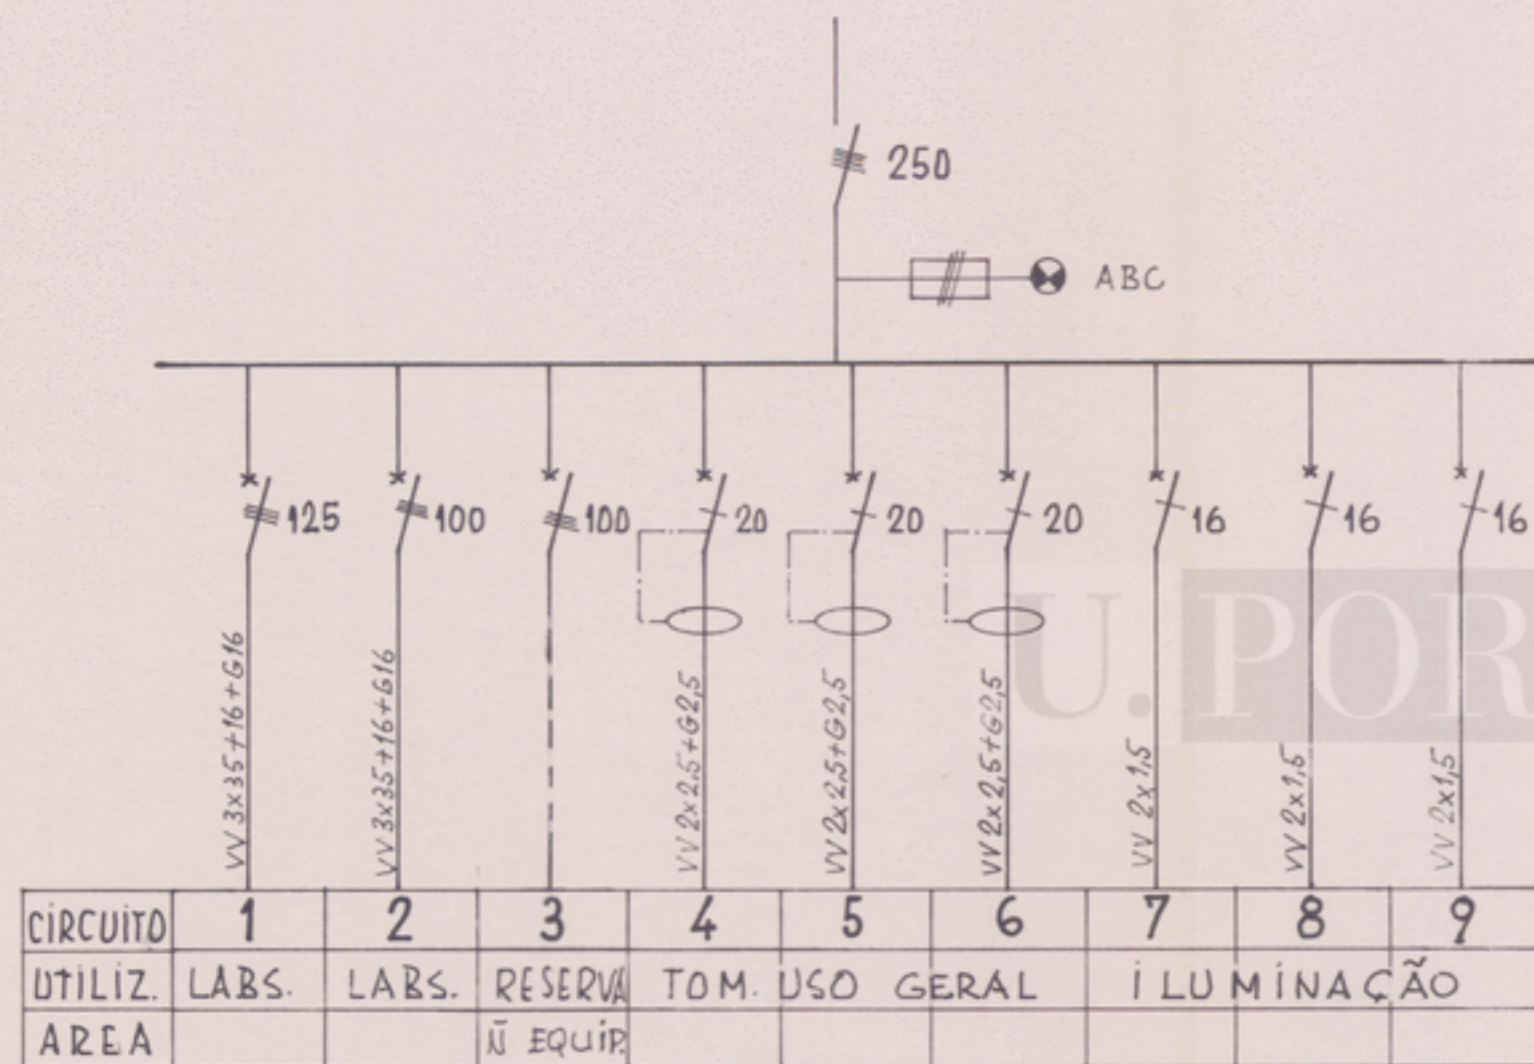 250
ABC
125 100 100 20 20 20 16 16 16
VV 3x35+16+G16
VV 3x35+16+G16
VV 2x2,5+G2,5
VV 2x2,5+G2,5
VV 2x2,5+G2,5
VV 2x1,5
VV 2x1,5
VV 2x1,5
U. POR
CIRCUITO 1 2 3 4 5 6 7 8 9
UTILIZ. LABS. LABS. RESERVA TOM. USO GERAL ILUMINAÇÃO
AREA Ñ EQUIP.